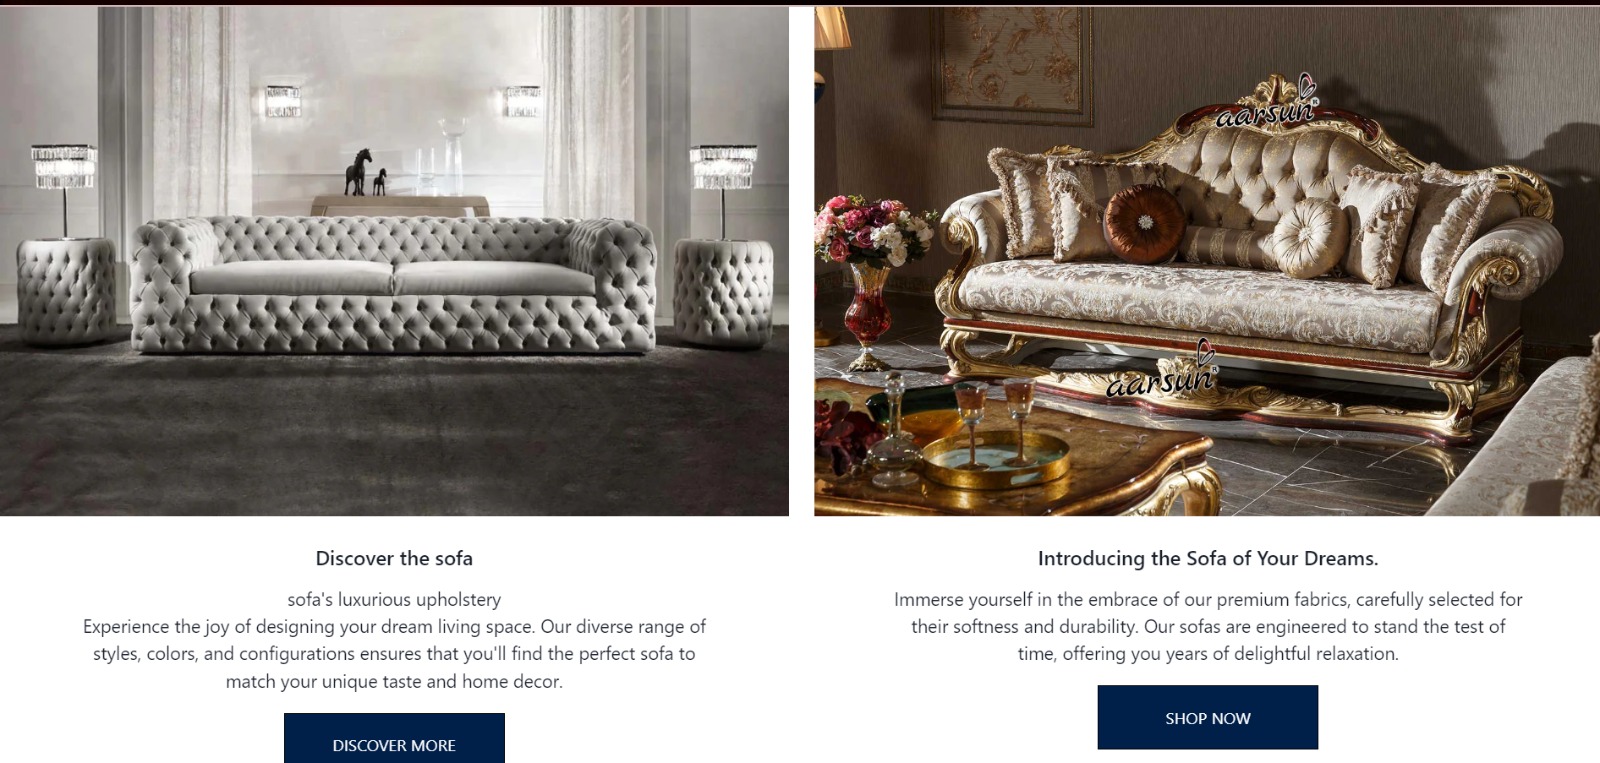 aarsun®
aarsun®
Discover the sofa
sofa's luxurious upholstery
Experience the joy of designing your dream living space. Our diverse range of
styles, colors, and configurations ensures that you'll find the perfect sofa to
match your unique taste and home decor.
DISCOVER MORE
Introducing the Sofa of Your Dreams.
Immerse yourself in the embrace of our premium fabrics, carefully selected for
their softness and durability. Our sofas are engineered to stand the test of
time, offering you years of delightful relaxation.
SHOP NOW